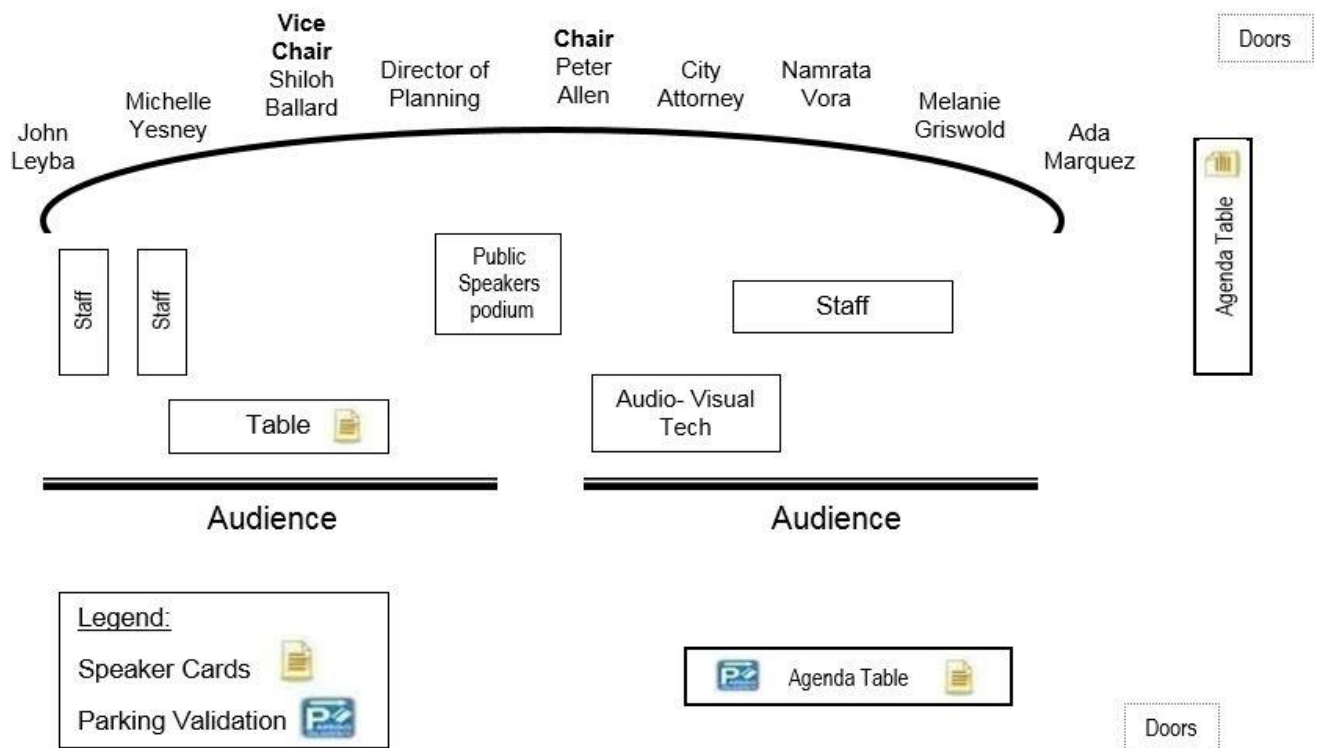 Vice
Chair
Shiloh
Ballard
Chair
Peter
Allen
Doors
John
Leyba
Michelle
Yesney
Director of
Planning
City
Attorney
Namrata
Vora
Melanie
Griswold
Ada
Marquez
Staff
Staff
Public
Speakers
podium
Staff
Agenda Table
Table
Audio- Visual
Tech
Audience
Audience
Legend:
Speaker Cards
Parking Validation
P
P
Agenda Table
Doors